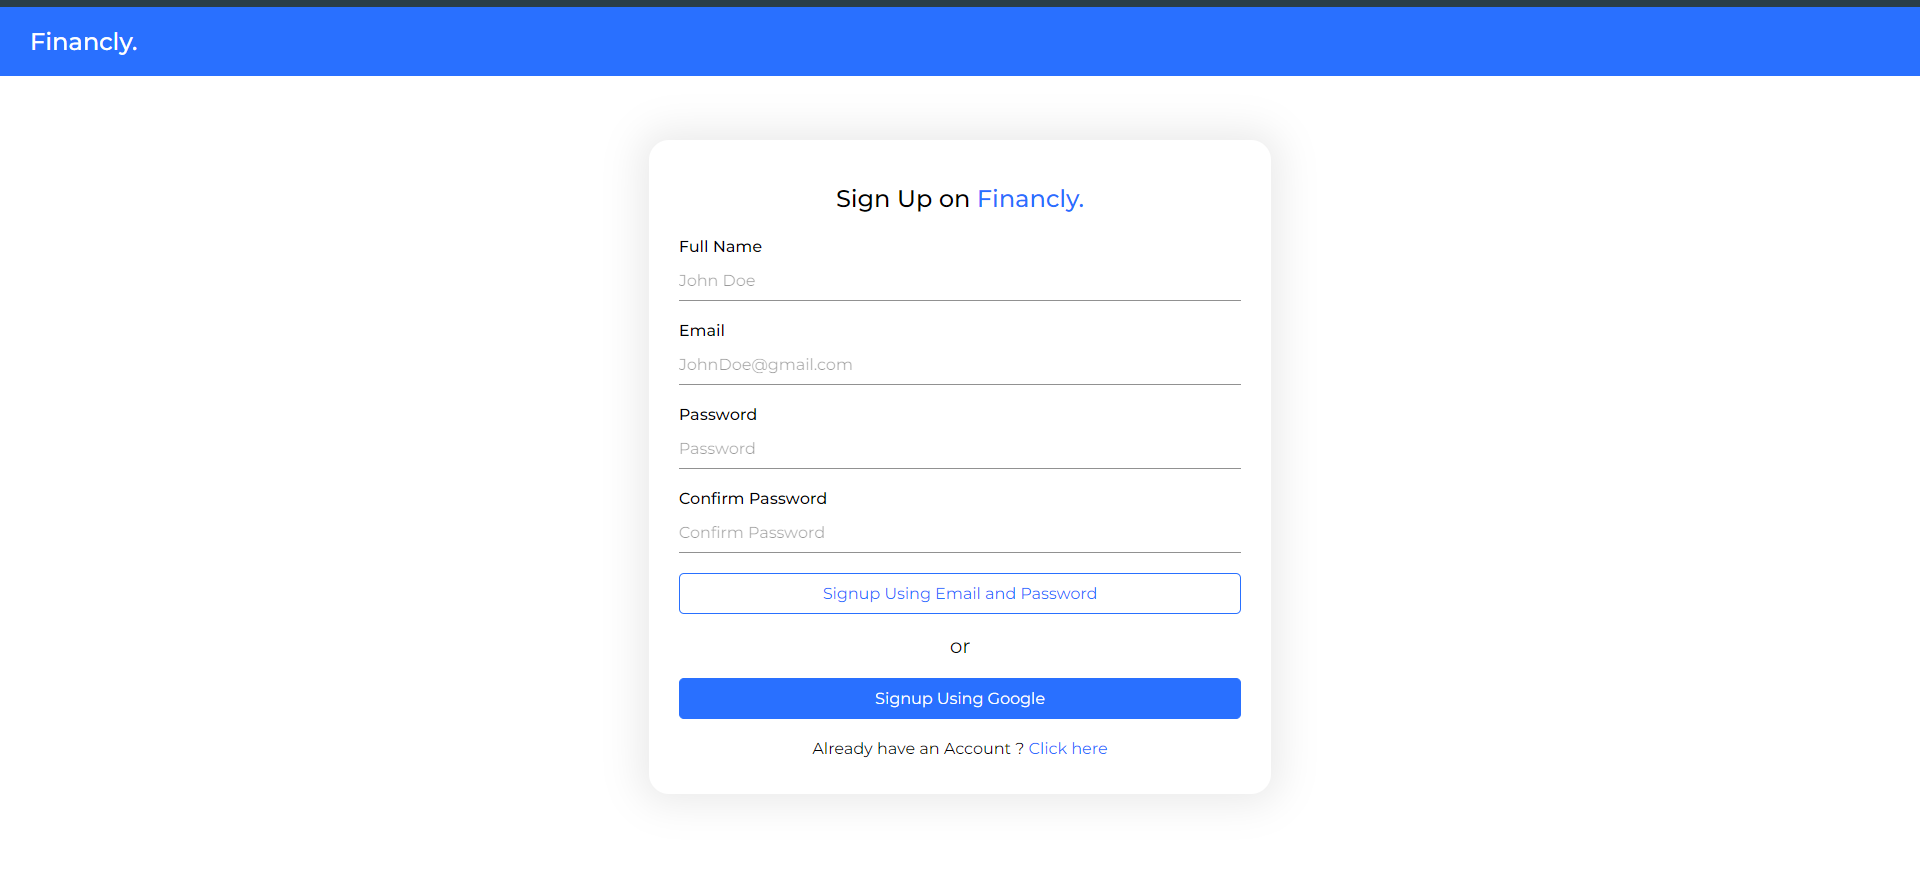 Financly.
Sign Up on Financly.
Full Name
John Doe
Email
JohnDoe@gmail.com
Password
Password
Confirm Password
Confirm Password
Signup Using Email and Password
or
Signup Using Google
Already have an Account ? Click here